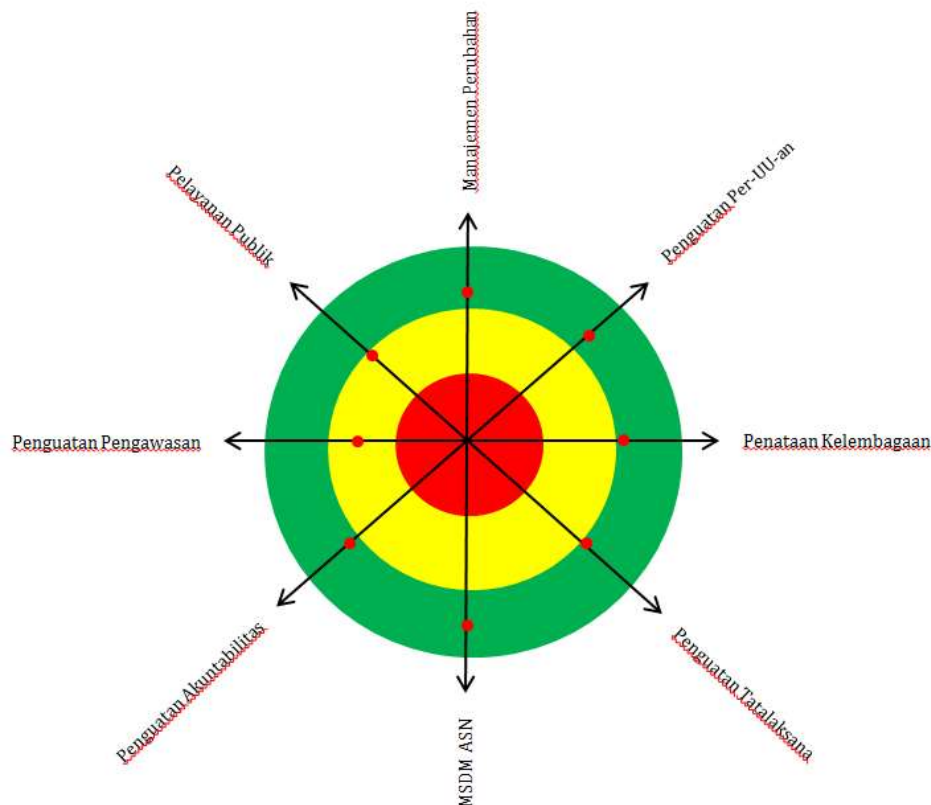 Manajemen Perubahan
Penguatan Per-UU-an
Penataan Kelembagaan
Penguatan Tatalaksana
MSDM ASN
Penguatan Akuntabilitas
Penguatan Pengawasan
Pelayanan Publik